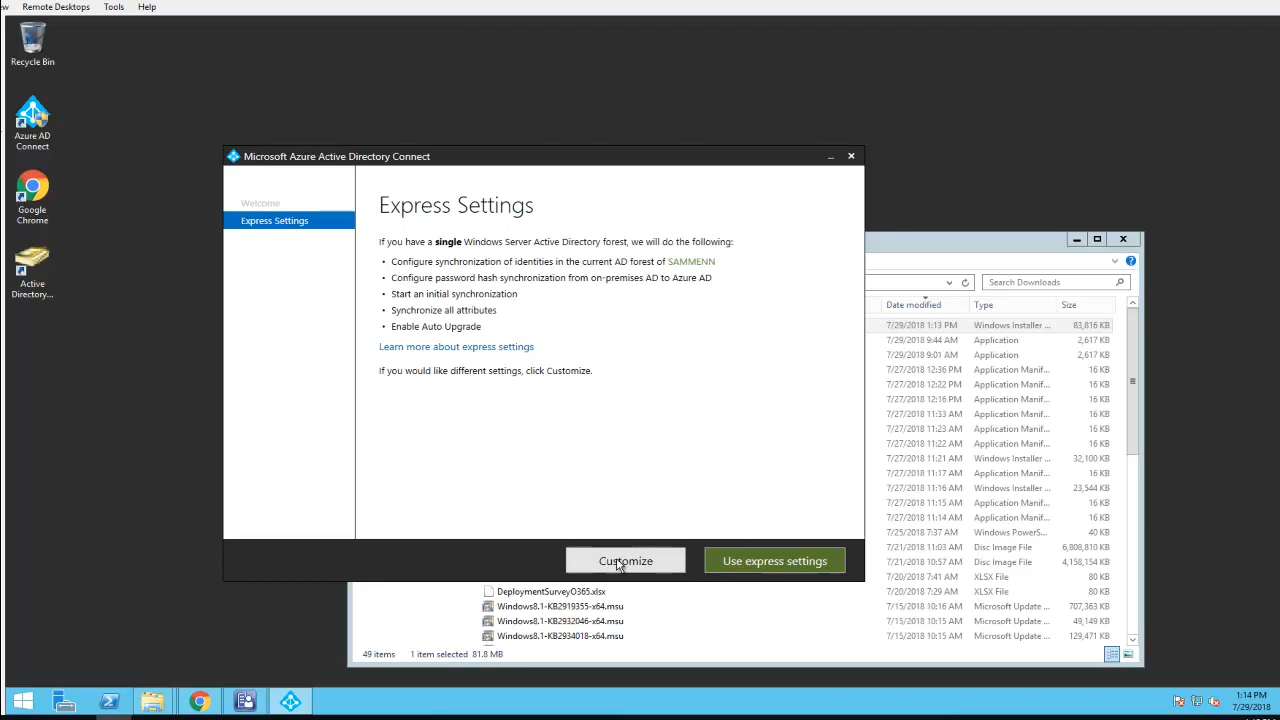 ew Remote Desktops Tools Help
Recycle Bin
Azure AD
Connect
Google
Chrome
Active
Directory...
Microsoft Azure Active Directory Connect
Welcome
Express Settings
Express Settings
If you have a single Windows Server Active Directory forest, we will do the following:
• Configure synchronization of identities in the current AD forest of SAMMENN
• Configure password hash synchronization from on-premises AD to Azure AD
• Start an initial synchronization
• Synchronize all attributes
• Enable Auto Upgrade
Learn more about express settings
If you would like different settings, click Customize.
Customize
Use express settings
Search Downloads
Date modified Type Size
7/29/2018 1:13 PM Windows Installer ... 83,816 KB
7/29/2018 9:44 AM Application 2,617 KB
7/29/2018 9:01 AM Application 2,617 KB
7/27/2018 12:36 PM Application Manif... 16 KB
7/27/2018 12:22 PM Application Manif... 16 KB
7/27/2018 12:16 PM Application Manif... 16 KB
7/27/2018 11:33 AM Application Manif... 16 KB
7/27/2018 11:23 AM Application Manif... 16 KB
7/27/2018 11:22 AM Application Manif... 16 KB
7/27/2018 11:21 AM Windows Installer ... 32,100 KB
7/27/2018 11:17 AM Application Manif... 16 KB
7/27/2018 11:16 AM Windows Installer ... 23,544 KB
7/27/2018 11:15 AM Application Manif... 16 KB
7/27/2018 11:14 AM Application Manif... 16 KB
7/25/2018 7:37 AM Windows PowerS... 40 KB
7/21/2018 11:03 AM Disc Image File 6,808,810 KB
7/21/2018 10:57 AM Disc Image File 4,158,154 KB
7/20/2018 7:41 AM XLSX File 80 KB
DeploymentSurveyO365.xlsx 7/20/2018 7:29 AM XLSX File 80 KB
Windows8.1-KB2919355-x64.msu 7/15/2018 10:16 AM Microsoft Update ... 707,363 KB
Windows8.1-KB2932046-x64.msu 7/15/2018 10:15 AM Microsoft Update ... 49,149 KB
Windows8.1-KB2934018-x64.msu 7/15/2018 10:15 AM Microsoft Update ... 129,471 KB
49 items 1 item selected 81.8 MB
1:14 PM
7/29/2018